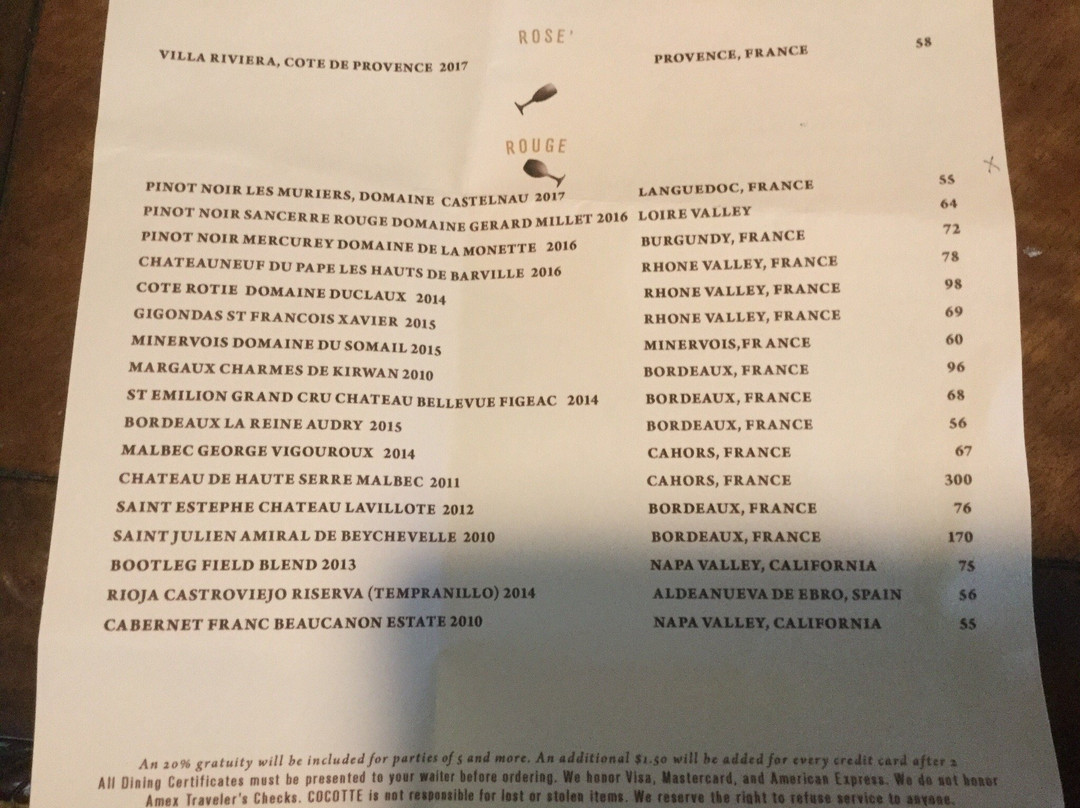 ROSE'
VILLA RIVIERA, COTE DE PROVENCE 2017 PROVENCE, FRANCE 58
ROUGE
PINOT NOIR LES MURIERS, DOMAINE CASTELNAU 2017 LANGUEDOC, FRANCE 55
PINOT NOIR SANCERRE ROUGE DOMAINE GERARD MILLET 2016 LOIRE VALLEY 64
PINOT NOIR MERCUREY DOMAINE DE LA MONETTE 2016 BURGUNDY, FRANCE 72
CHATEAUNEUF DU PAPE LES HAUTS DE BARVILLE 2016 RHONE VALLEY, FRANCE 78
COTE ROTIE DOMAINE DUCLAUX 2014 RHONE VALLEY, FRANCE 98
GIGONDAS ST FRANCOIS XAVIER 2015 RHONE VALLEY, FRANCE 69
MINERVOIS DOMAINE DU SOMAIL 2015 MINERVOIS,FRANCE 60
MARGAUX CHARMES DE KIRWAN 2010 BORDEAUX, FRANCE 96
ST EMILION GRAND CRU CHATEAU BELLEVUE FIGEAC 2014 BORDEAUX, FRANCE 68
BORDEAUX LA REINE AUDRY 2015 BORDEAUX, FRANCE 56
MALBEC GEORGE VIGOUROUX 2014 CAHORS, FRANCE 67
CHATEAU DE HAUTE SERRE MALBEC 2011 CAHORS, FRANCE 300
SAINT ESTEPHE CHATEAU LAVILLOTE 2012 BORDEAUX, FRANCE 76
SAINT JULIEN AMIRAL DE BEYCHEVELLE 2010 BORDEAUX, FRANCE 170
BOOTLEG FIELD BLEND 2013 NAPA VALLEY, CALIFORNIA 75
RIOJA CASTROVIEJO RISERVA (TEMPRANILLO) 2014 ALDEANUEVA DE EBRO, SPAIN 56
CABERNET FRANC BEAUCANON ESTATE 2010 NAPA VALLEY, CALIFORNIA 55
An 20% gratuity will be included for parties of 5 and more. An additional $1.50 will be added for every credit card after 2
All Dining Certificates must be presented to your waiter before ordering. We honor Visa, Mastercard, and American Express. We do not honor
Amex Traveler's Checks. COCOTTE is not responsible for lost or stolen items. We reserve the right to refuse service to anyone.